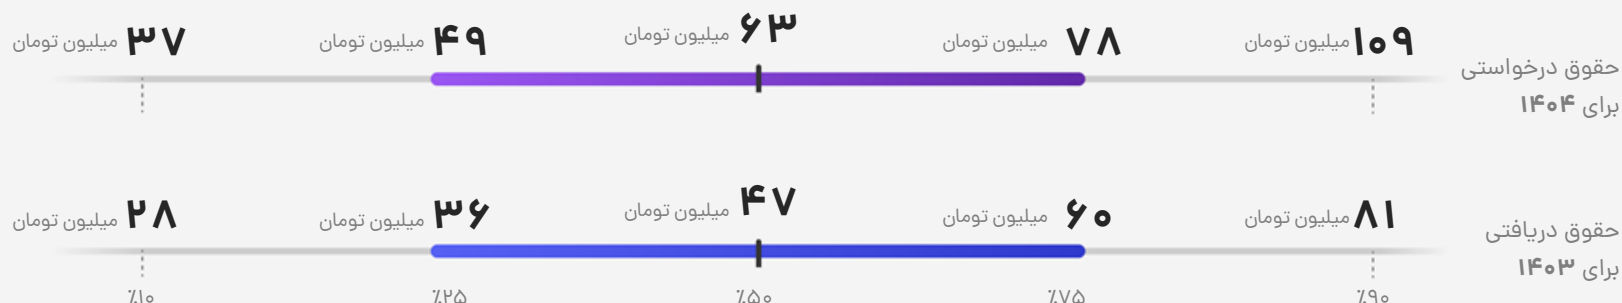 ۳۷ میلیون تومان
۴۹ میلیون تومان
۶۳ میلیون تومان
۷۸ میلیون تومان
۱۰۹ میلیون تومان
حقوق درخواستی
برای ۱۴۰۴
۲۸ میلیون تومان
۳۶ میلیون تومان
۴۷ میلیون تومان
۶۰ میلیون تومان
۸۱ میلیون تومان
حقوق دریافتی
برای ۱۴۰۳
٪۱۰
٪۲۵
٪۵۰
٪۷۵
٪۹۰